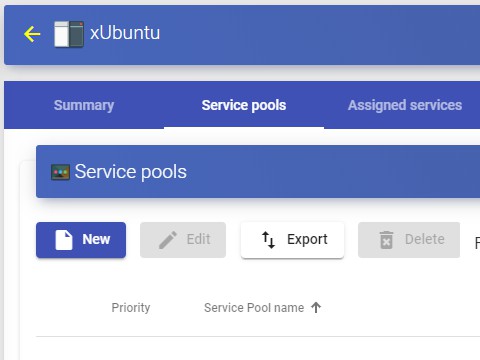 xUbuntu
Summary Service pools Assigned services
Service pools
New Edit Export Delete
Priority Service Pool name